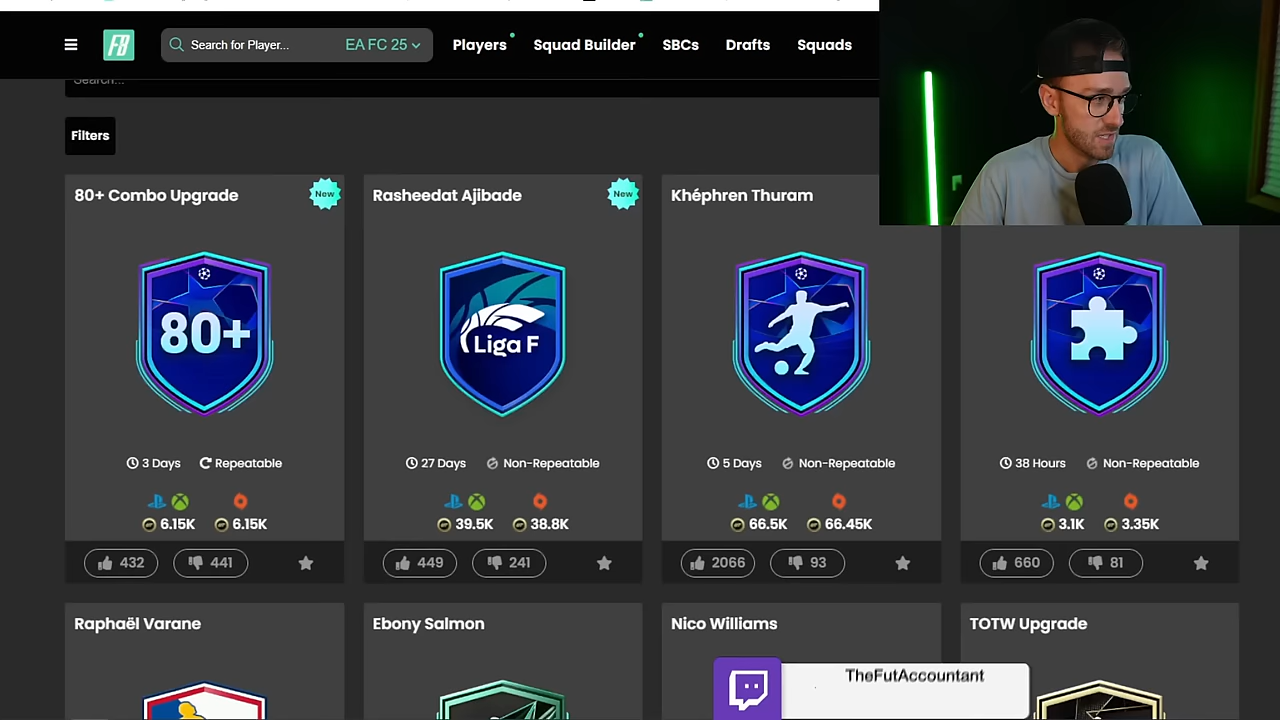 FB
Search for Player...
EA FC 25
Players
Squad Builder
SBCs
Drafts
Squads
Search...
Filters
80+ Combo Upgrade
New
Rasheedat Ajibade
New
Khéphren Thuram
80+
Liga F
3 Days
Repeatable
27 Days
Non-Repeatable
5 Days
Non-Repeatable
38 Hours
Non-Repeatable
6.15K
6.15K
39.5K
38.8K
66.5K
66.45K
3.1K
3.35K
432
441
449
241
2066
93
660
81
Raphaël Varane
Ebony Salmon
Nico Williams
TOTW Upgrade
TheFutAccountant